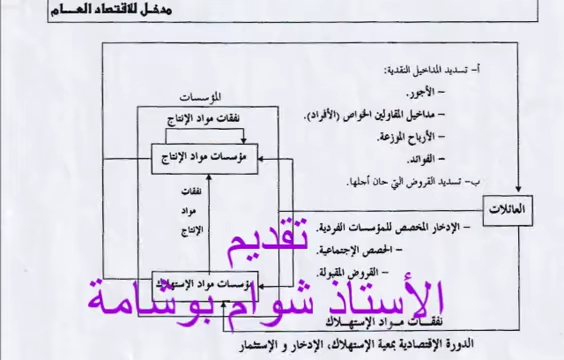 مدخل للاقتصاد العام
أ– تسديد المداخيل النقدية:
– الأجور.
– مداخيل المقاولين الخواص (الأفراد).
– الأرباح الموزعة.
– الفوائد.
ب– تسديد القروض التي حان أجلها.
المؤسسات
نفقات مواد الإنتاج
مؤسسات مواد الإنتاج
نفقات
مواد
الإنتاج
العائلات
– الإدخار المخصص للمؤسسات الفردية.
– الحصص الإجتماعية.
– القروض المقبولة.
مؤسسات مواد الإستهلاك
تقديم
الأستاذ شوام بوشامة
نفقات مواد الإستهلاك
الدورة الإقتصادية بمعية الإستهلاك، الإدخار و الإستثمار